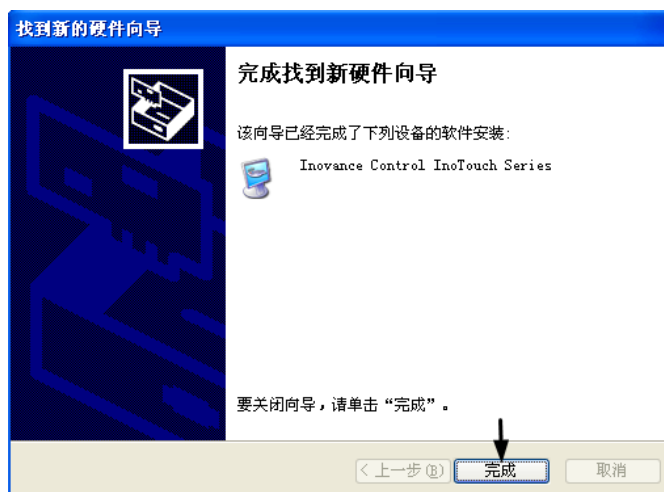 找到新的硬件向导
完成找到新硬件向导
该向导已经完成了下列设备的软件安装:
Inovance Control InoTouch Series
要关闭向导，请单击“完成”。
<上一步(B) 完成 取消